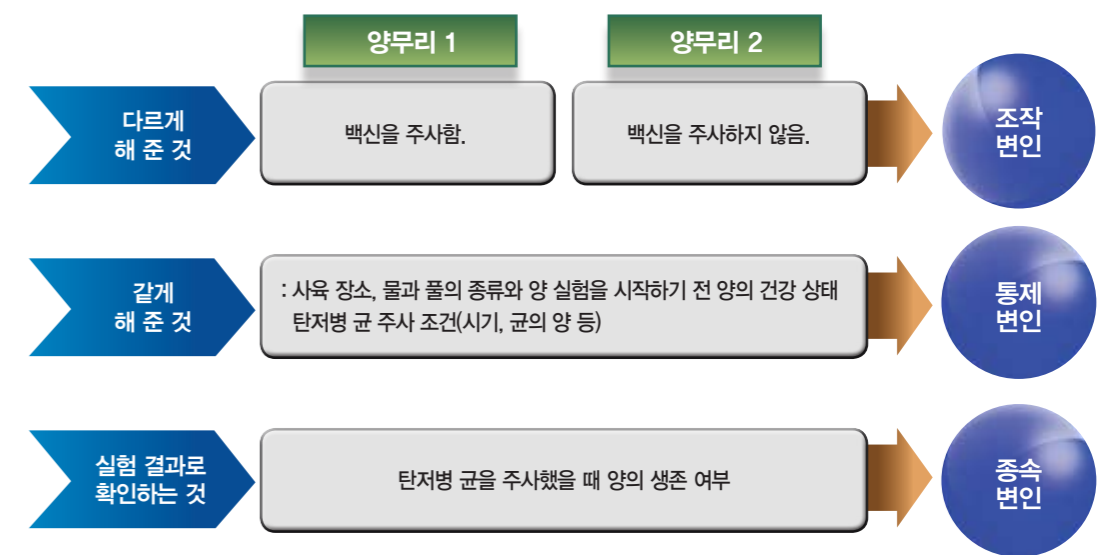 양무리 1
양무리 2
다르게
해 준 것
백신을 주사함.
백신을 주사하지 않음.
조작
변인
같게
해 준 것
: 사육 장소, 물과 풀의 종류와 양 실험을 시작하기 전 양의 건강 상태
탄저병 균 주사 조건(시기, 균의 양 등)
통제
변인
실험 결과로
확인하는 것
탄저병 균을 주사했을 때 양의 생존 여부
종속
변인